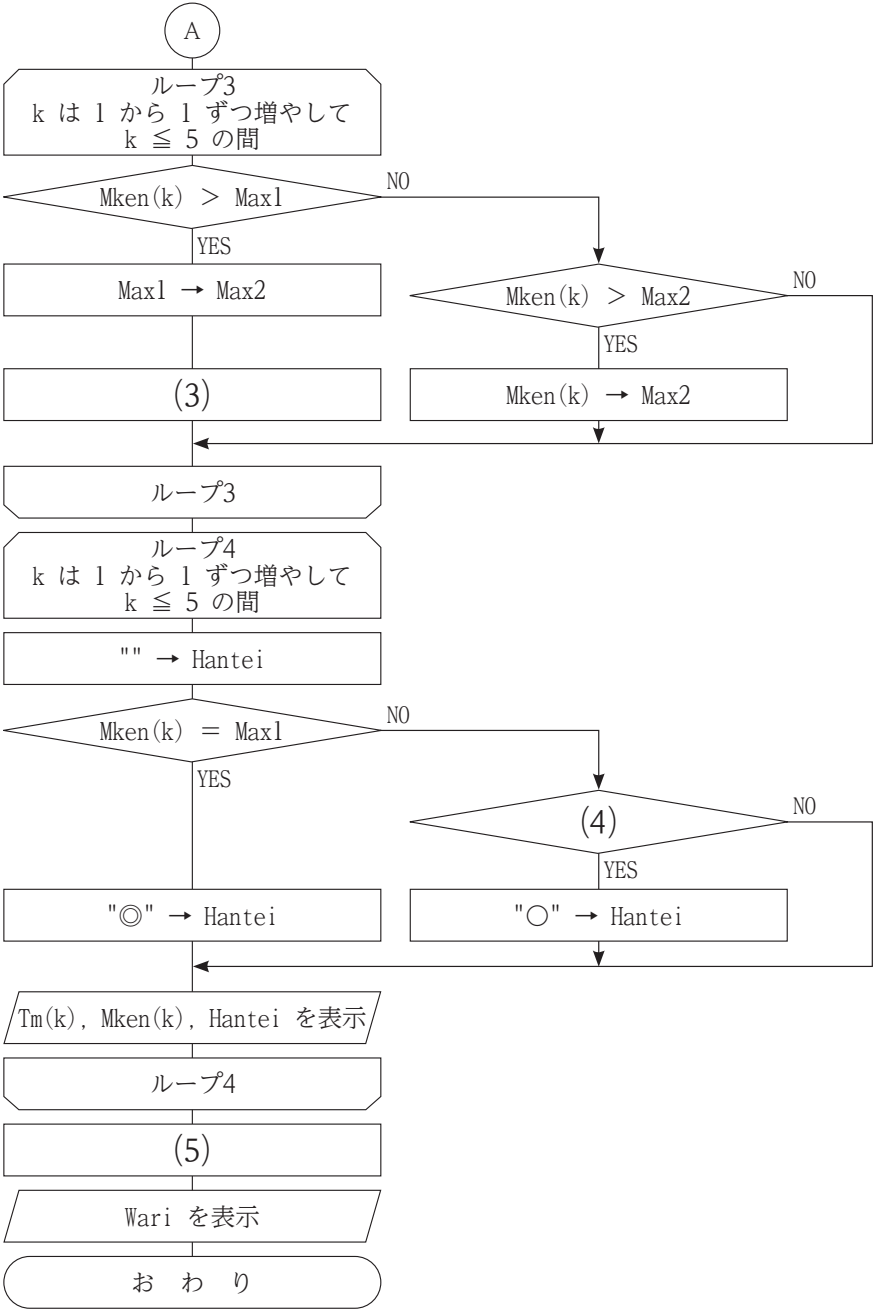 A
ループ3
k は 1 から 1 ずつ増やして
k ≦ 5 の間
Mken(k) > Max1
NO
YES
Max1 → Max2
Mken(k) > Max2
NO
YES
(3)
Mken(k) → Max2
ループ3
ループ4
k は 1 から 1 ずつ増やして
k ≦ 5 の間
"" → Hantei
Mken(k) = Max1
NO
YES
(4)
NO
YES
"◎" → Hantei
"○" → Hantei
Tm(k), Mken(k), Hantei を表示
ループ4
(5)
Wari を表示
お わ り